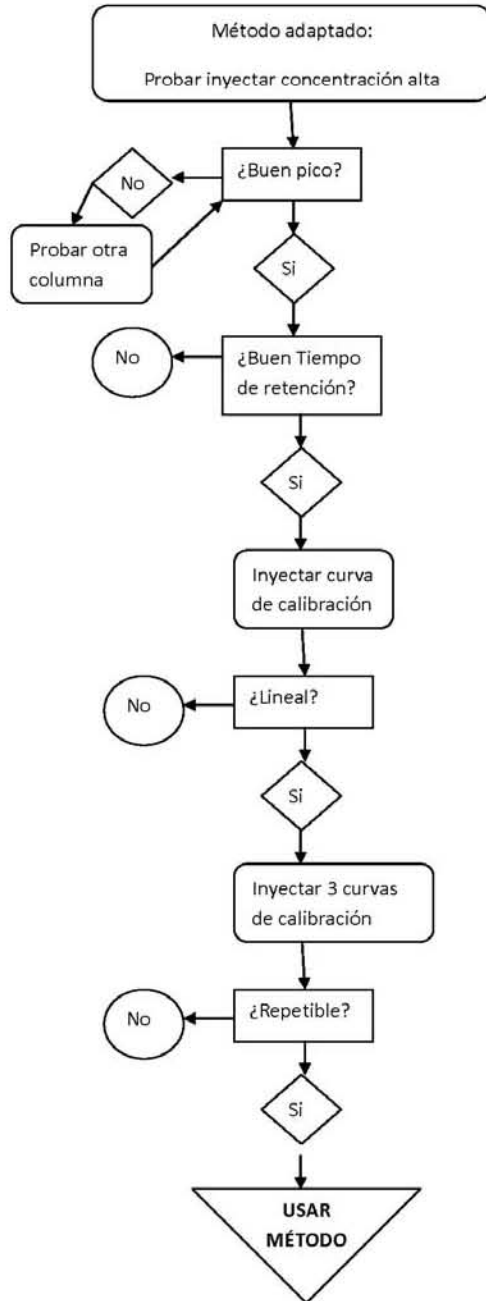 Método adaptado:
Probar inyectar concentración alta
¿Buen pico?
No
Probar otra
columna
Si
¿Buen Tiempo
de retención?
No
Si
Inyectar curva
de calibración
¿Lineal?
No
Si
Inyectar 3 curvas
de calibración
¿Repetible?
No
Si
USAR
MÉTODO